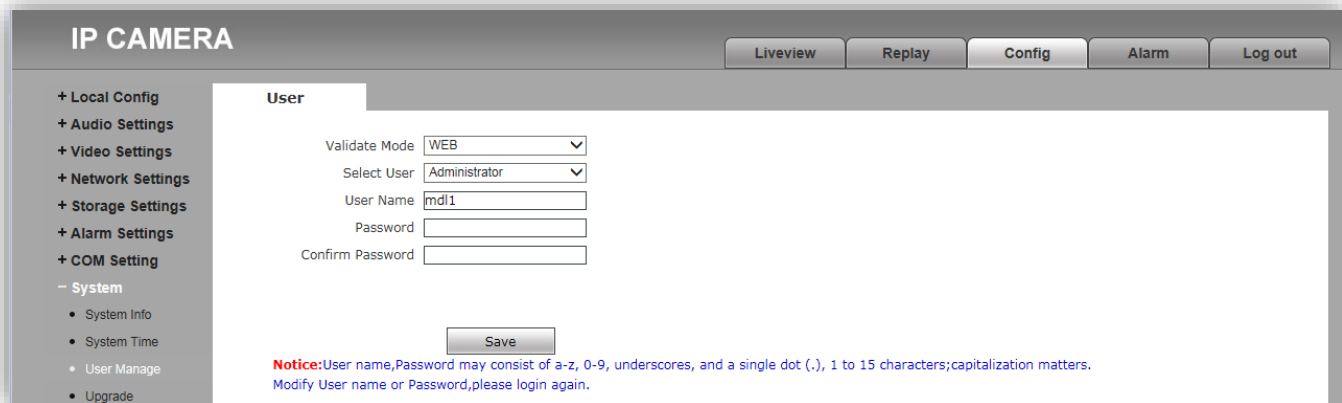 IP CAMERA
Liveview Replay Config Alarm Log out
+ Local Config
+ Audio Settings
+ Video Settings
+ Network Settings
+ Storage Settings
+ Alarm Settings
+ COM Setting
− System
• System Info
• System Time
• User Manage
• Upgrade
User
Validate Mode WEB
Select User Administrator
User Name mdl1
Password
Confirm Password
Save
Notice:User name,Password may consist of a-z, 0-9, underscores, and a single dot (.), 1 to 15 characters;capitalization matters.
Modify User name or Password,please login again.